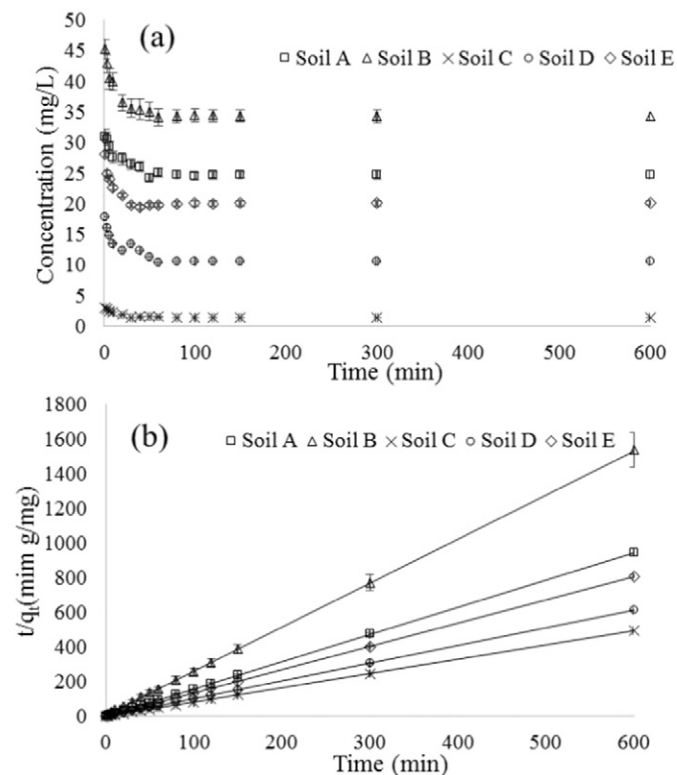 (a)
Soil A Soil B Soil C Soil D Soil E
Concentration (mg/L)
50
45
40
35
30
25
20
15
10
5
0
0 100 200 300 400 500 600
Time (min)
(b)
Soil A Soil B Soil C Soil D Soil E
t/qt(mim g/mg)
1800
1600
1400
1200
1000
800
600
400
200
0
0 100 200 300 400 500 600
Time (min)